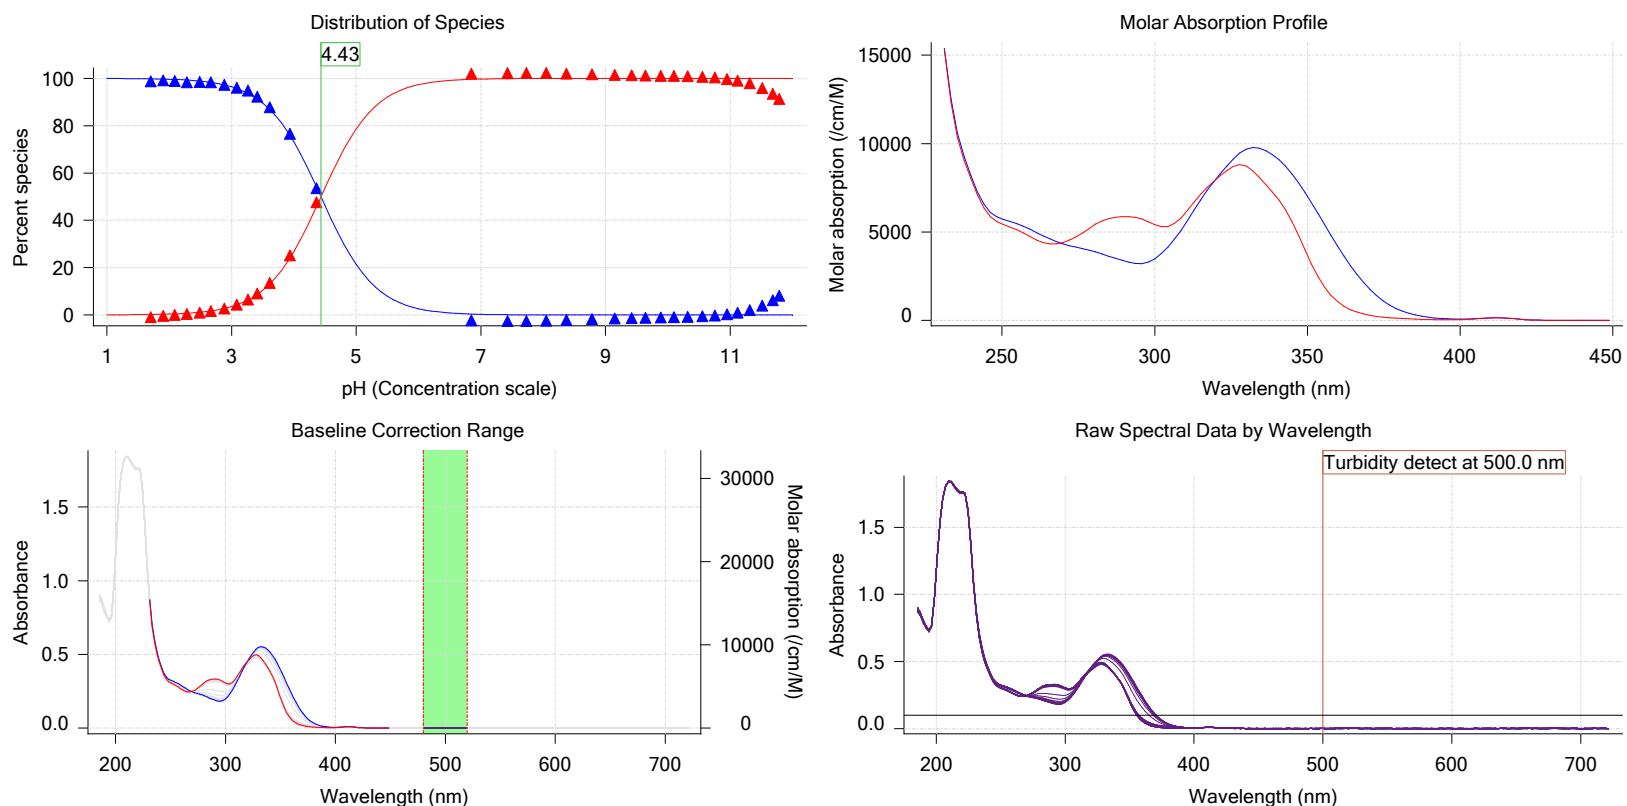 Distribution of Species
4.43
Percent species
100
80
60
40
20
0
1 3 5 7 9 11
pH (Concentration scale)
Molar Absorption Profile
Molar absorption (/cm/M)
15000
10000
5000
0
250 300 350 400 450
Wavelength (nm)
Baseline Correction Range
Absorbance
1.5
1.0
0.5
0.0
30000
20000
10000
0
Molar absorption (/cm/M)
200 300 400 500 600 700
Wavelength (nm)
Raw Spectral Data by Wavelength
Turbidity detect at 500.0 nm
Absorbance
1.5
1.0
0.5
0.0
200 300 400 500 600 700
Wavelength (nm)